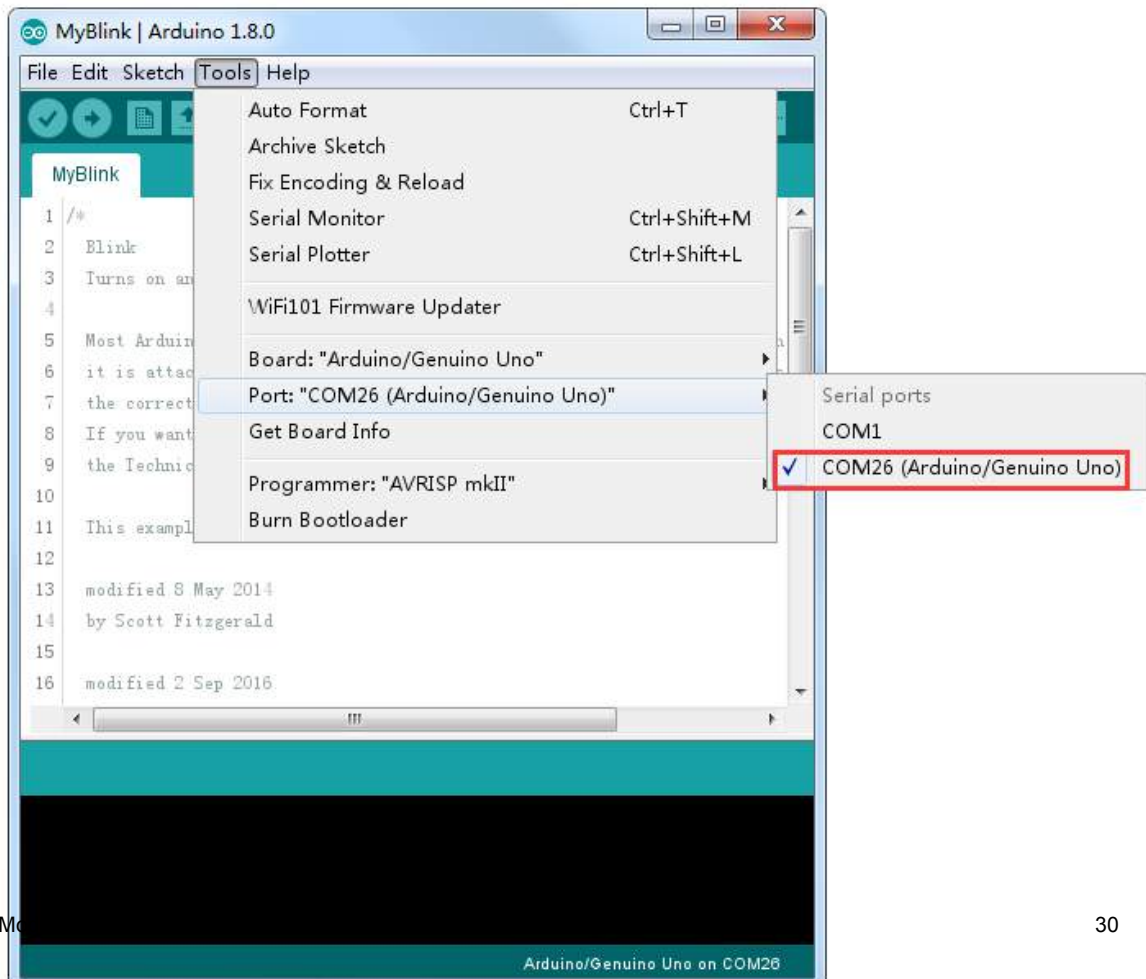 MyBlink | Arduino 1.8.0
File Edit Sketch Tools Help
Auto Format Ctrl+T
Archive Sketch
Fix Encoding & Reload
Serial Monitor Ctrl+Shift+M
Serial Plotter Ctrl+Shift+L
WiFi101 Firmware Updater
Board: "Arduino/Genuino Uno"
Port: "COM26 (Arduino/Genuino Uno)"
Get Board Info
Programmer: "AVRISP mkII"
Burn Bootloader
Serial ports
COM1
COM26 (Arduino/Genuino Uno)
MyBlink
1 /*
2 Blink
3 Turns on an
4
5 Most Arduin
6 it is attac
7 the correct
8 If you want
9 the Technic
10
11 This exampl
12
13 modified 8 May 2014
14 by Scott Fitzgerald
15
16 modified 2 Sep 2016
30
Arduino/Genuino Uno on COM26